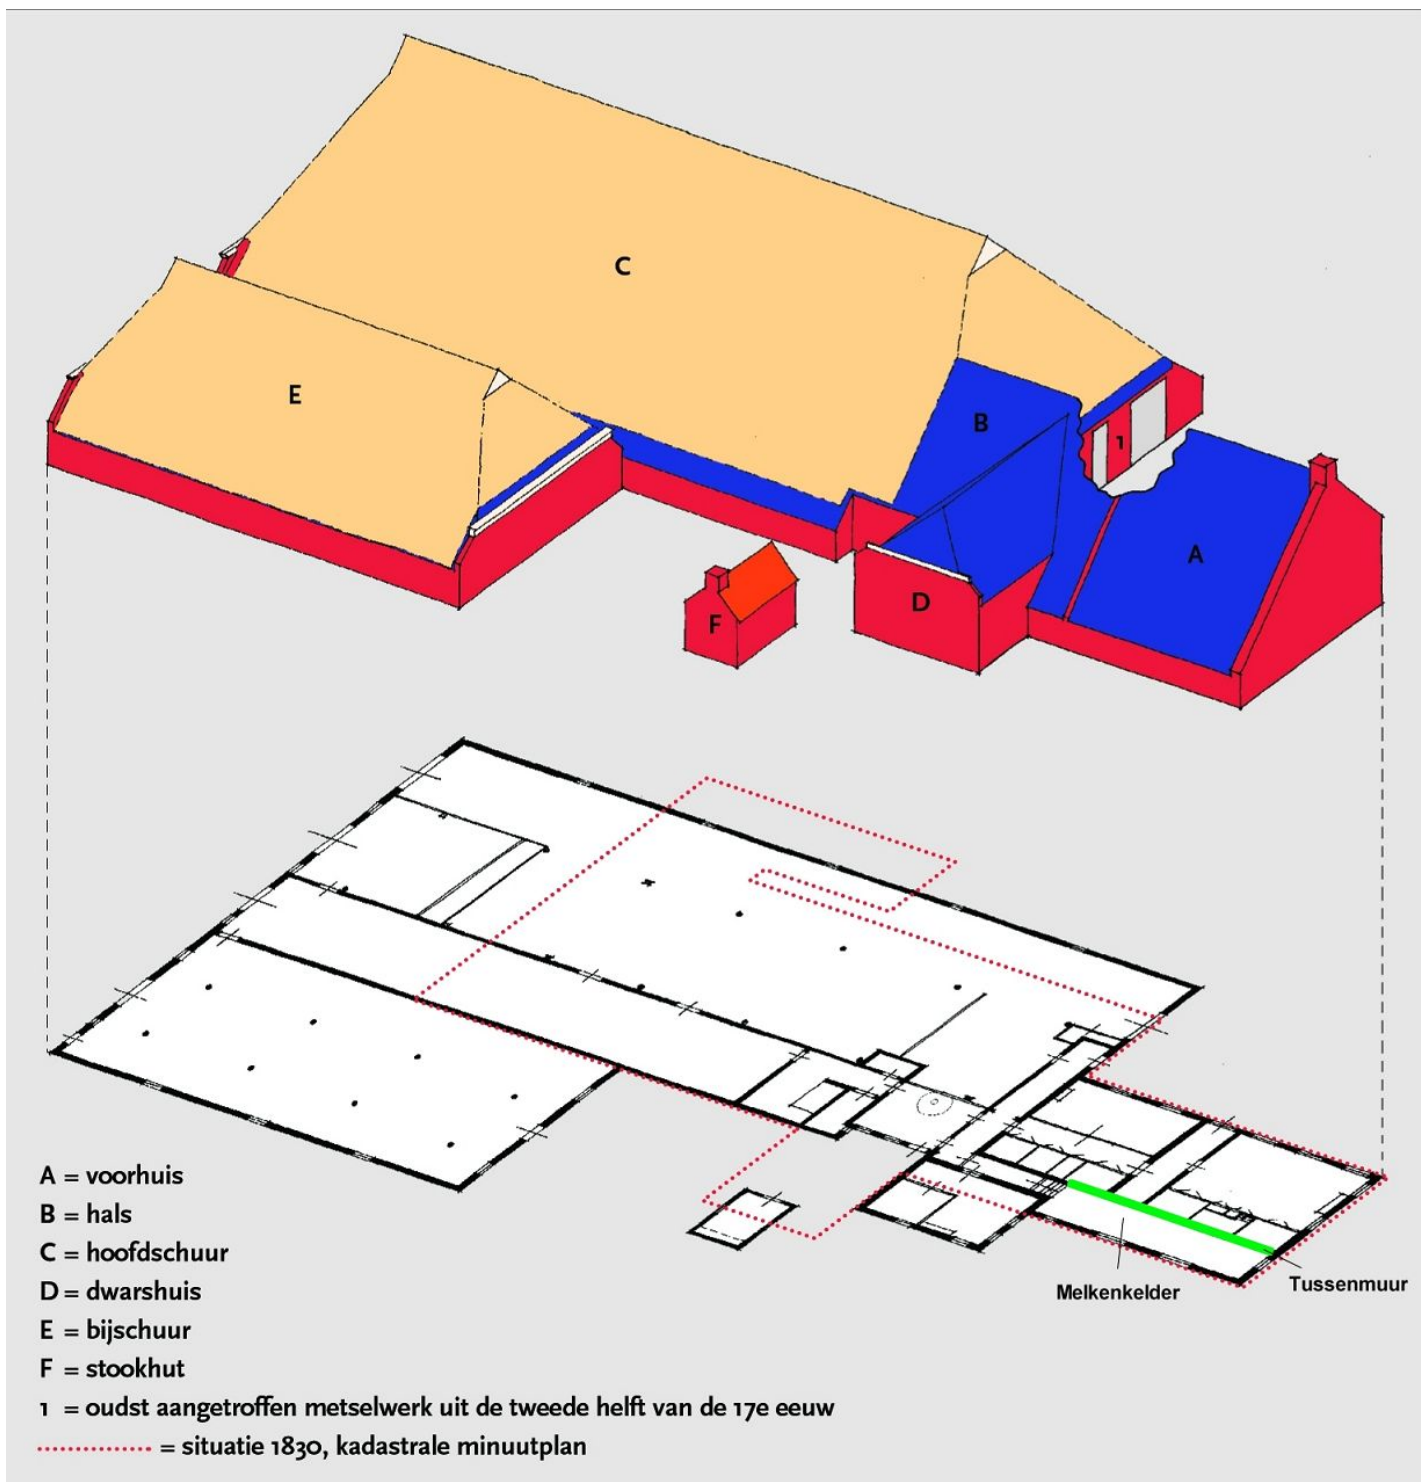 C
E
B
1
A
D
F
Melkenkelder
Tussenmuur
A = voorhuis
B = hals
C = hoofdschuur
D = dwarshuis
E = bijschuur
F = stookhut
1 = oudst aangetroffen metselwerk uit de tweede helft van de 17e eeuw
= situatie 1830, kadastrale minuutplan